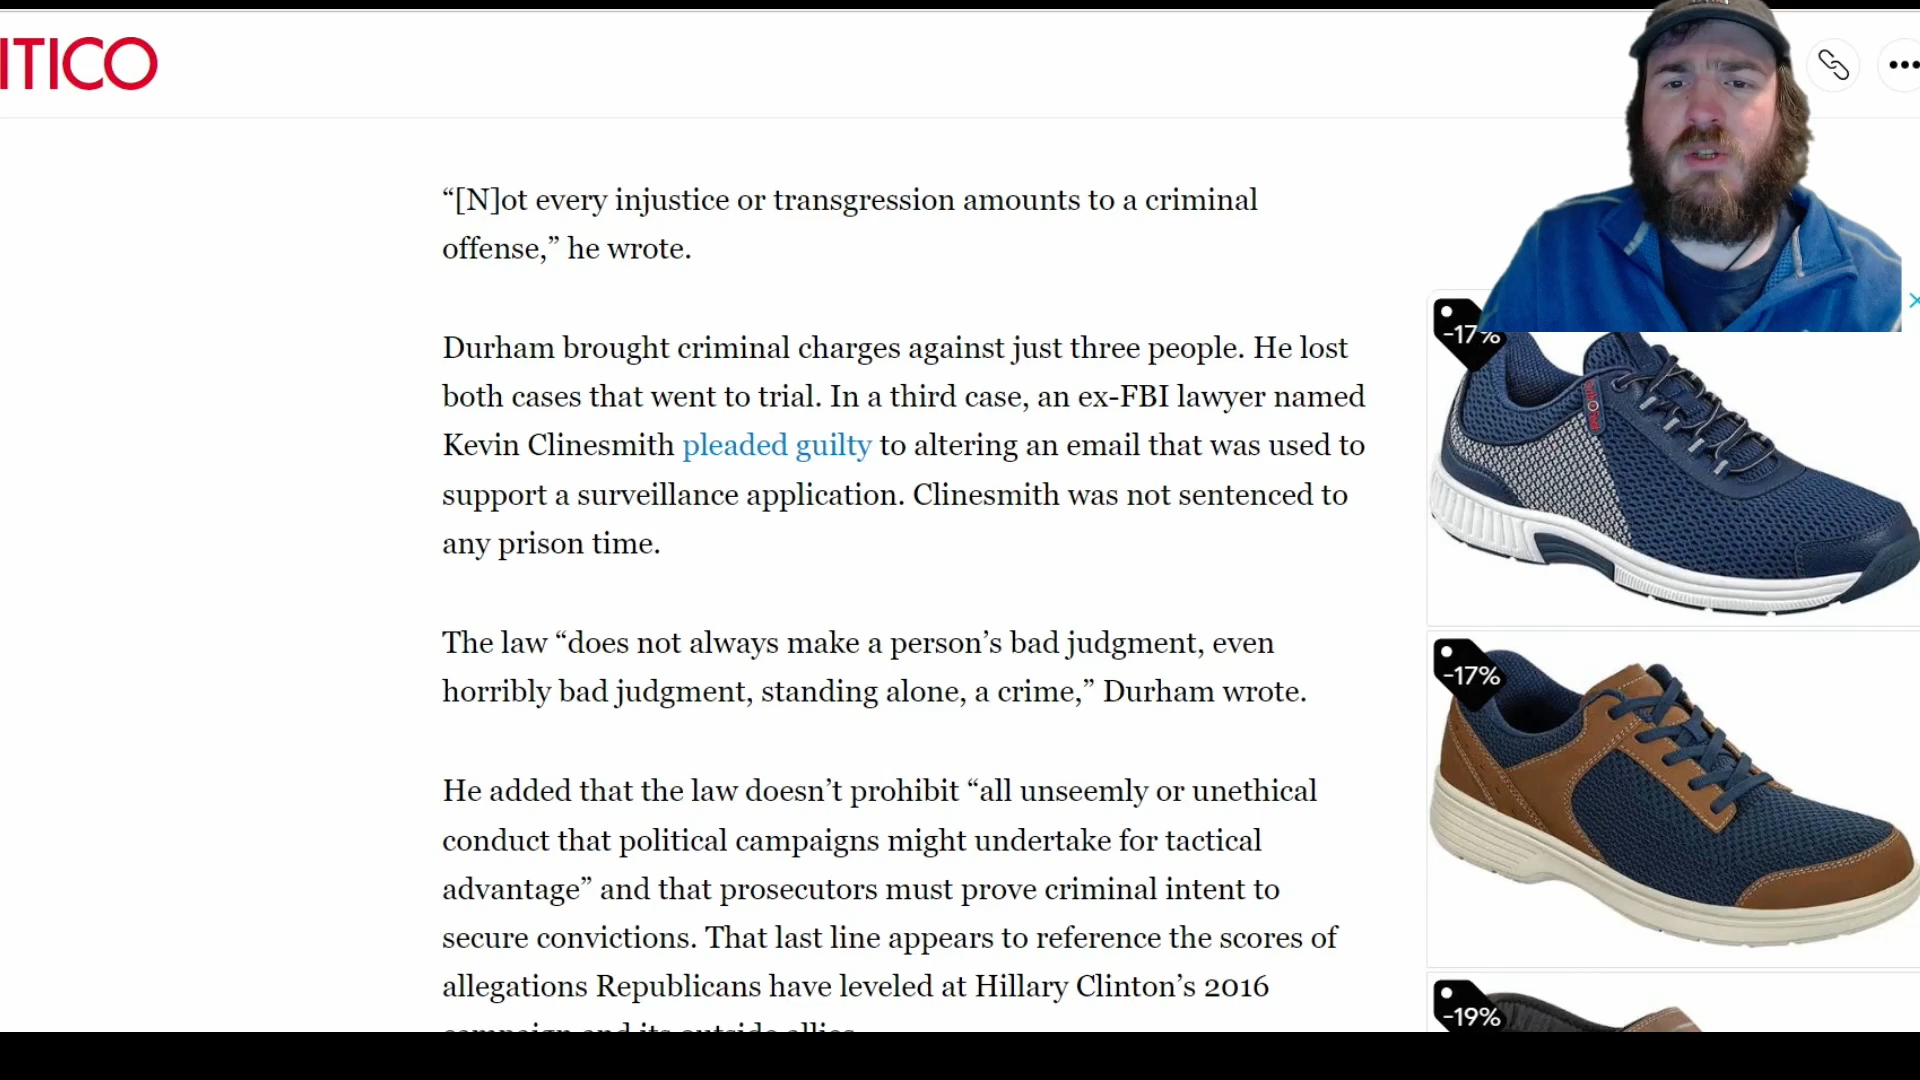 ITICO
“[N]ot every injustice or transgression amounts to a criminal
offense,” he wrote.
Durham brought criminal charges against just three people. He lost
both cases that went to trial. In a third case, an ex-FBI lawyer named
Kevin Clinesmith pleaded guilty to altering an email that was used to
support a surveillance application. Clinesmith was not sentenced to
any prison time.
The law “does not always make a person’s bad judgment, even
horribly bad judgment, standing alone, a crime,” Durham wrote.
He added that the law doesn’t prohibit “all unseemly or unethical
conduct that political campaigns might undertake for tactical
advantage” and that prosecutors must prove criminal intent to
secure convictions. That last line appears to reference the scores of
allegations Republicans have leveled at Hillary Clinton’s 2016
campaign and its outside allies.
-17%
-17%
-19%